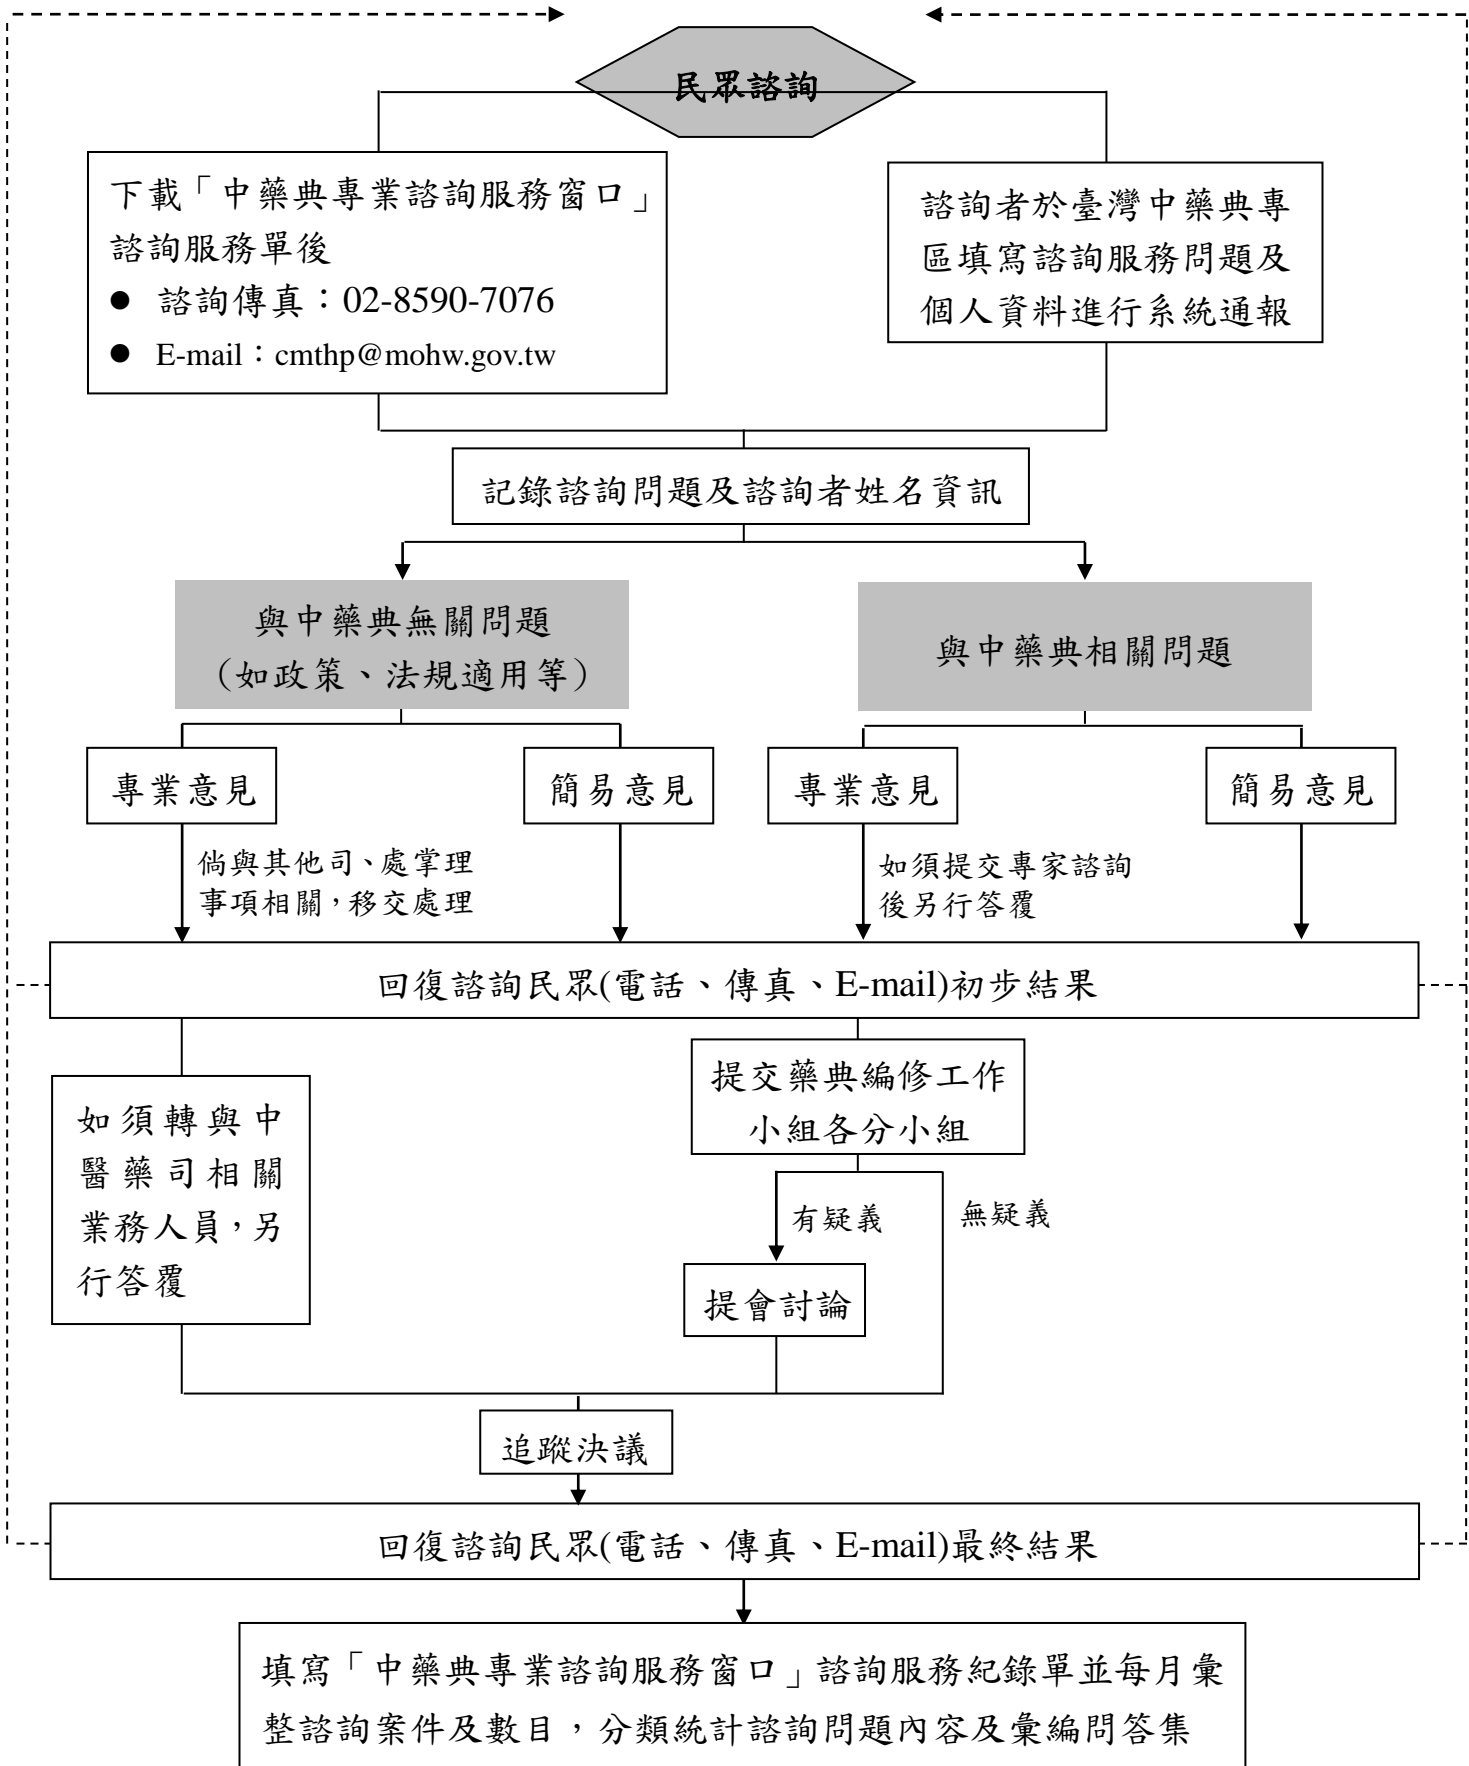 民眾諮詢
下載「中藥典專業諮詢服務窗口」
諮詢服務單後
● 諮詢傳真：02-8590-7076
● E-mail：cmthp@mohw.gov.tw
諮詢者於臺灣中藥典專
區填寫諮詢服務問題及
個人資料進行系統通報
記錄諮詢問題及諮詢者姓名資訊
與中藥典無關問題
（如政策、法規適用等）
與中藥典相關問題
專業意見
簡易意見
專業意見
簡易意見
倘與其他司、處掌理
事項相關，移交處理
如須提交專家諮詢
後另行答覆
回復諮詢民眾(電話、傳真、E-mail)初步結果
如須轉與中
醫藥司相關
業務人員，另
行答覆
提交藥典編修工作
小組各分小組
有疑義
無疑義
提會討論
追蹤決議
回復諮詢民眾(電話、傳真、E-mail)最終結果
填寫「中藥典專業諮詢服務窗口」諮詢服務紀錄單並每月彙
整諮詢案件及數目，分類統計諮詢問題內容及彙編問答集